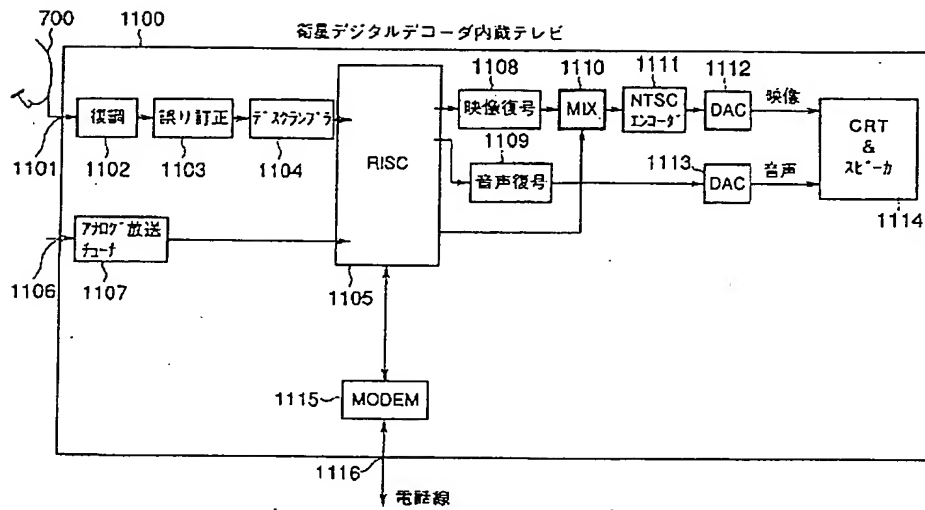 700
1100
衛星デジタルデコーダ内蔵テレビ
1101
復調
1102
誤り訂正
1103
デスクランブラ
1104
RISC
1105
1106
アナログ放送
チューナ
1107
1108
映像復号
1109
音声復号
1110
MIX
1111
NTSC
エンコーダ
1112
DAC
映像
1113
DAC
音声
CRT
&
スピーカ
1114
1115
MODEM
1116
電話線